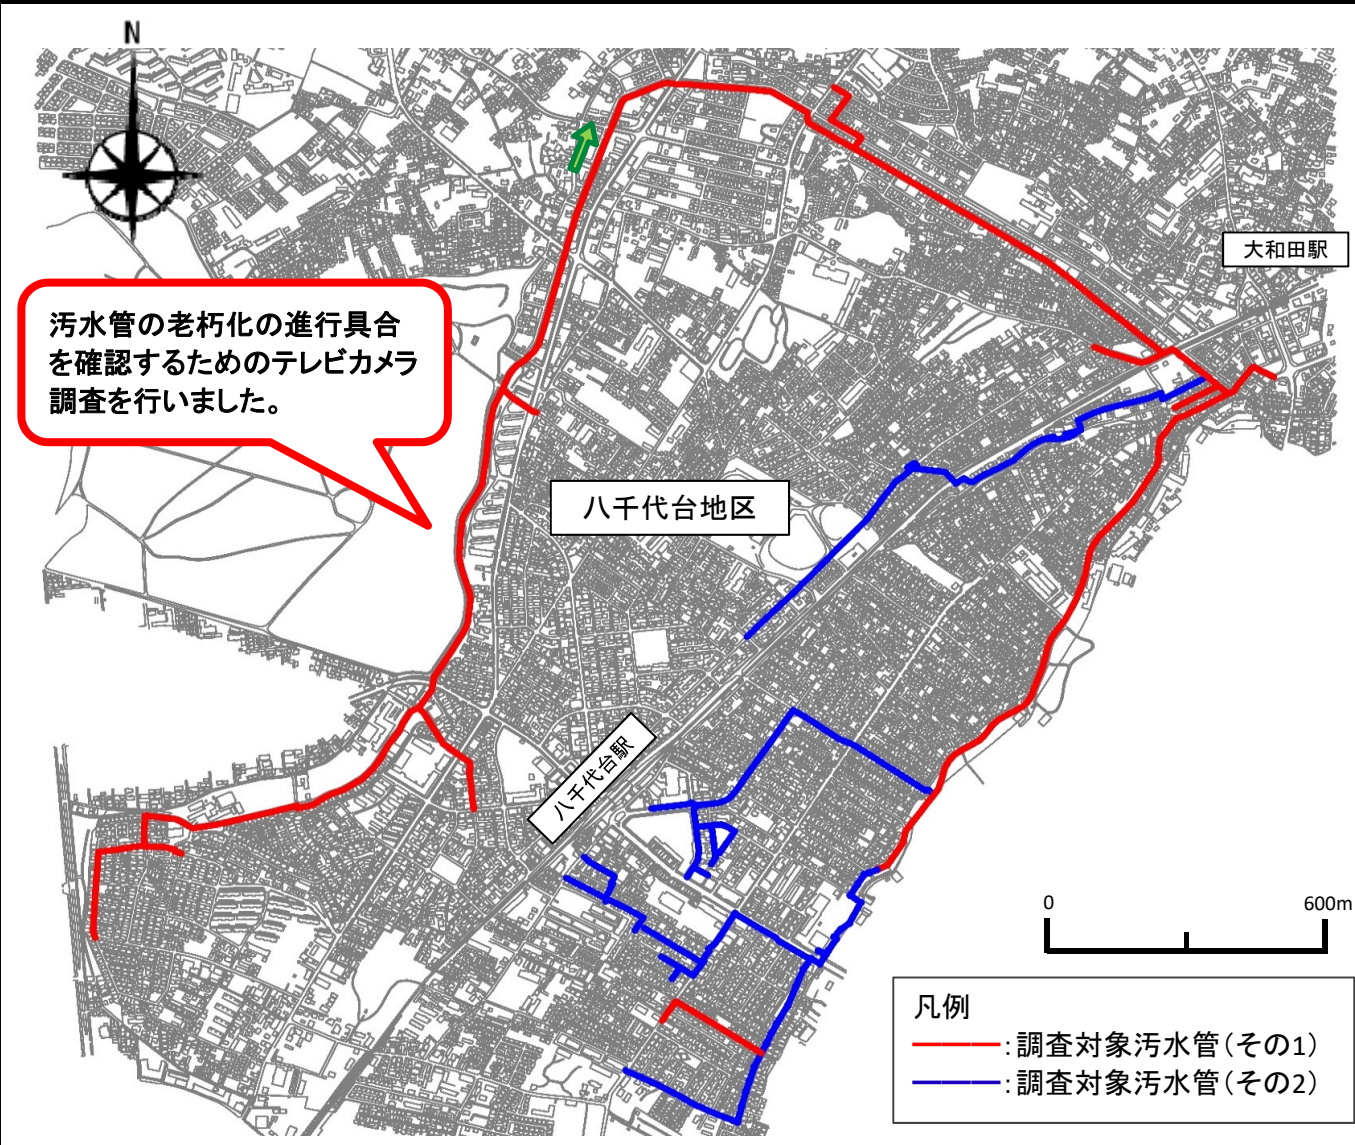 N
大和田駅
汚水管の老朽化の進行具合
を確認するためのテレビカメラ
調査を行いました。
八千代台地区
八千代台駅
0 600m
凡例
:調査対象汚水管(その1)
:調査対象汚水管(その2)